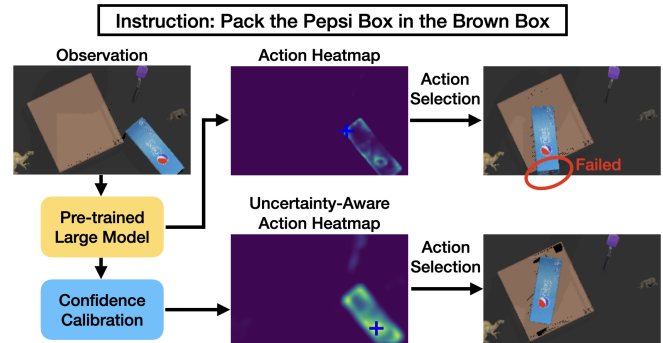 Instruction: Pack the Pepsi Box in the Brown Box
Observation
Action Heatmap
Action
Selection
Failed
Pre-trained
Large Model
Uncertainty-Aware
Action Heatmap
Action
Selection
Confidence
Calibration